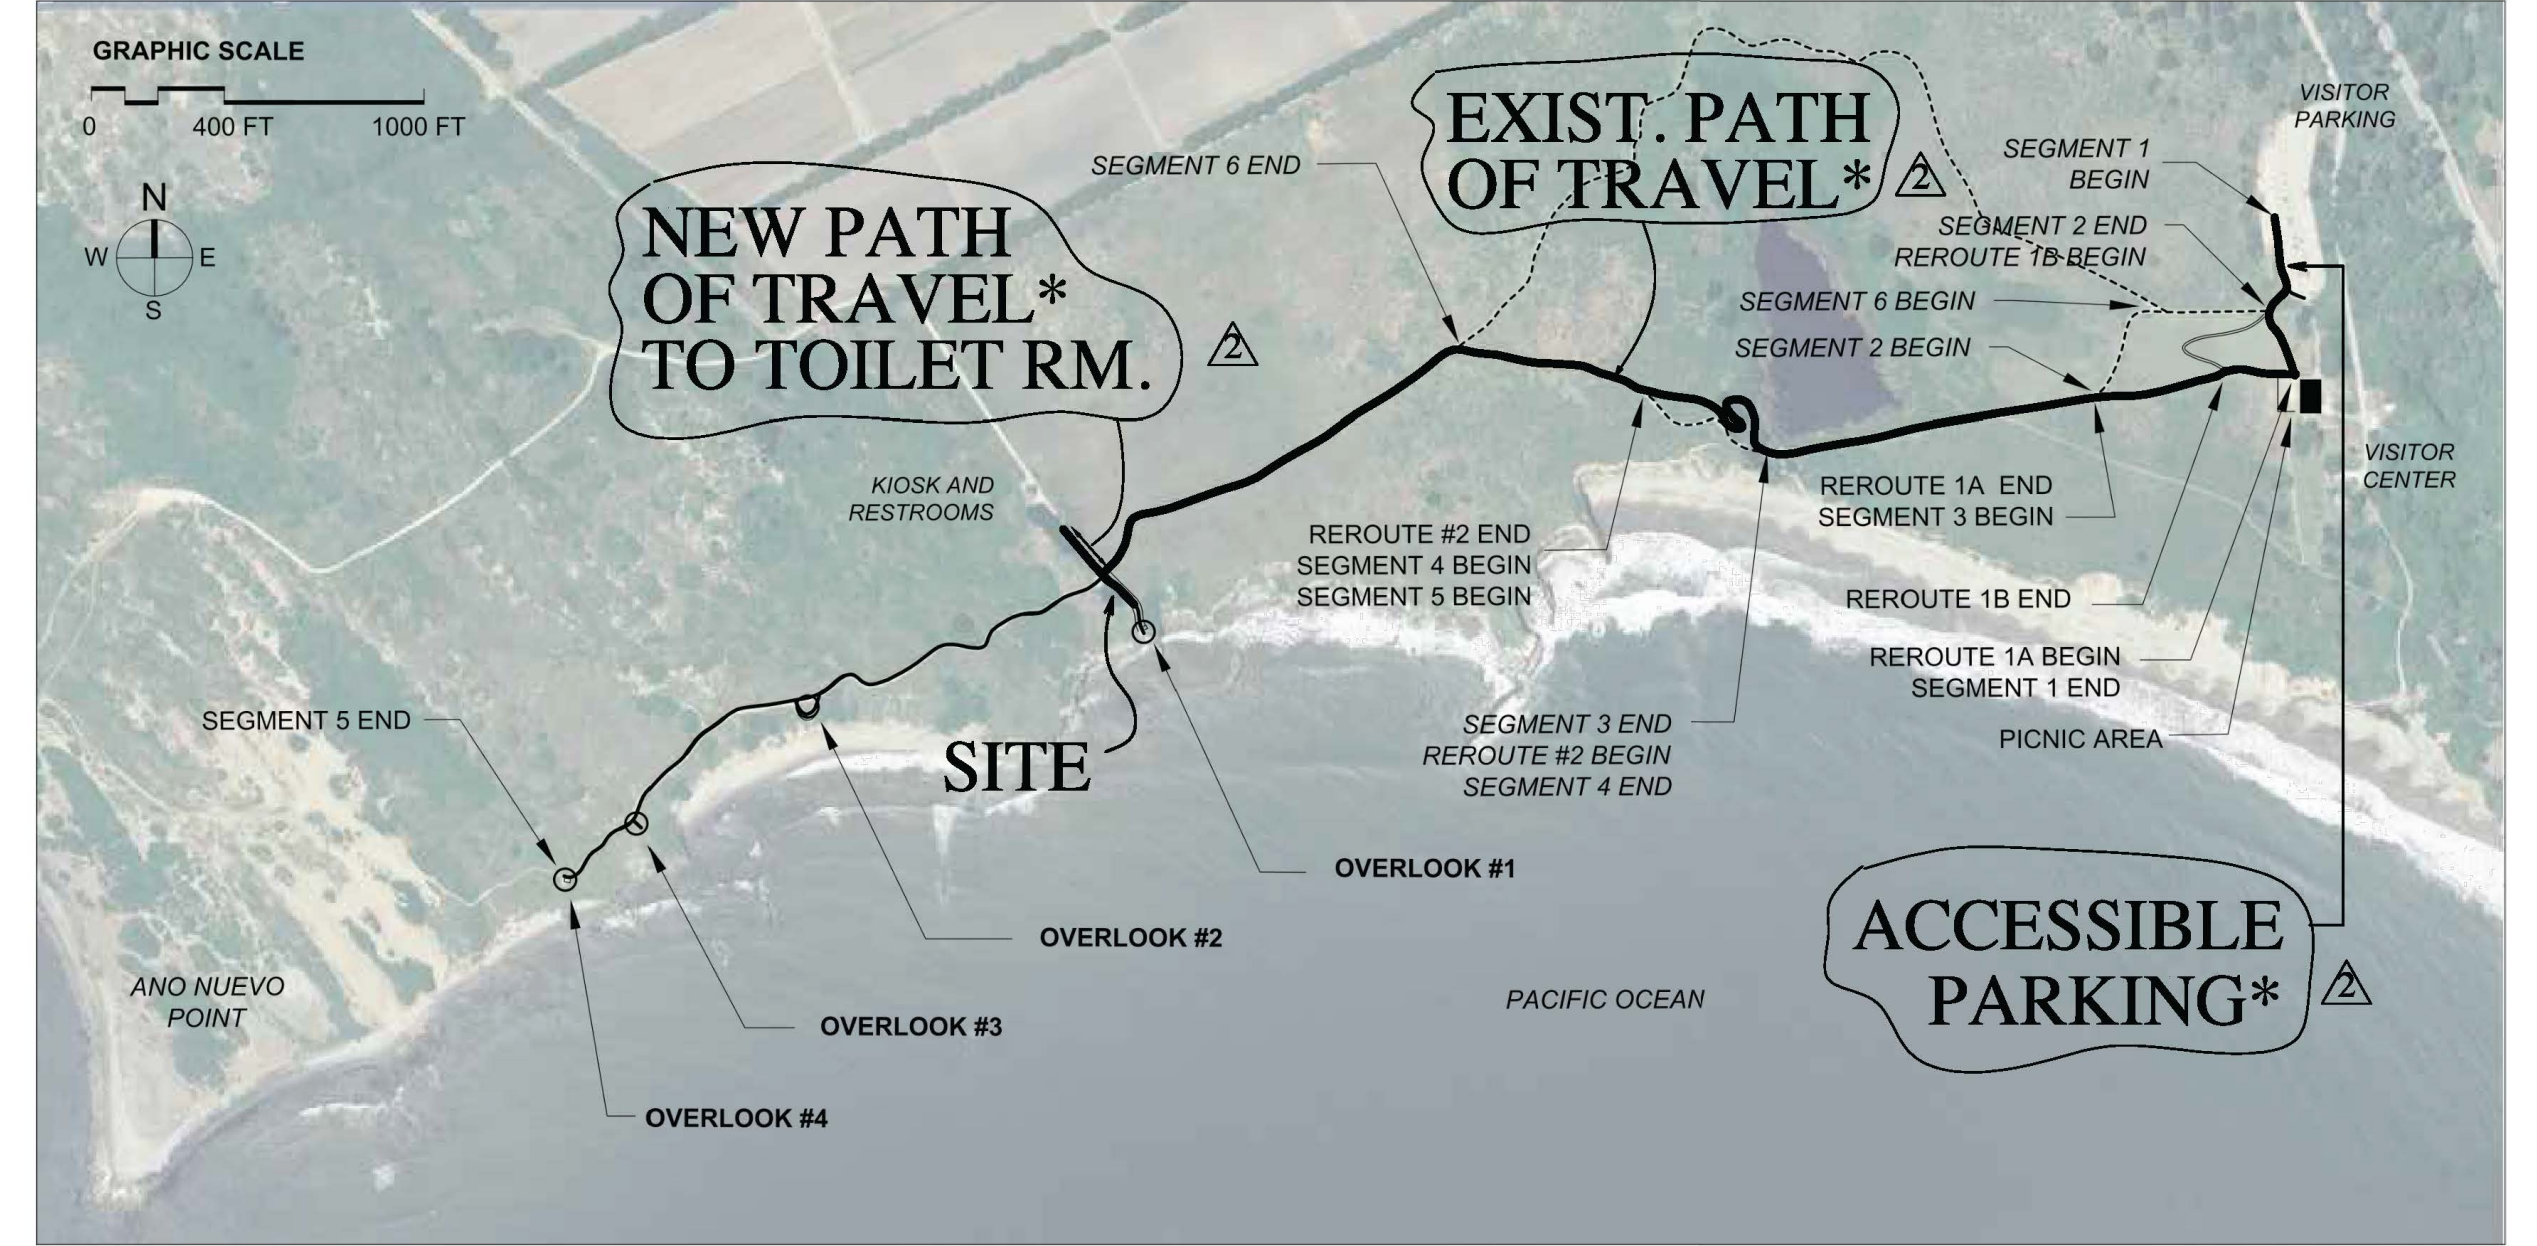 GRAPHIC SCALE
0 400 FT 1000 FT
N
W E
S
NEW PATH
OF TRAVEL*
TO TOILET RM.
2
SEGMENT 6 END
EXIST. PATH
OF TRAVEL*
2
VISITOR
PARKING
SEGMENT 1
BEGIN
SEGMENT 2 END
REROUTE 1B BEGIN
SEGMENT 6 BEGIN
SEGMENT 2 BEGIN
VISITOR
CENTER
KIOSK AND
RESTROOMS
REROUTE 1A END
SEGMENT 3 BEGIN
REROUTE #2 END
SEGMENT 4 BEGIN
SEGMENT 5 BEGIN
REROUTE 1B END
REROUTE 1A BEGIN
SEGMENT 1 END
PICNIC AREA
SEGMENT 3 END
REROUTE #2 BEGIN
SEGMENT 4 END
SEGMENT 5 END
SITE
OVERLOOK #1
OVERLOOK #2
OVERLOOK #3
OVERLOOK #4
ACCESSIBLE
PARKING*
2
ANO NUEVO
POINT
PACIFIC OCEAN